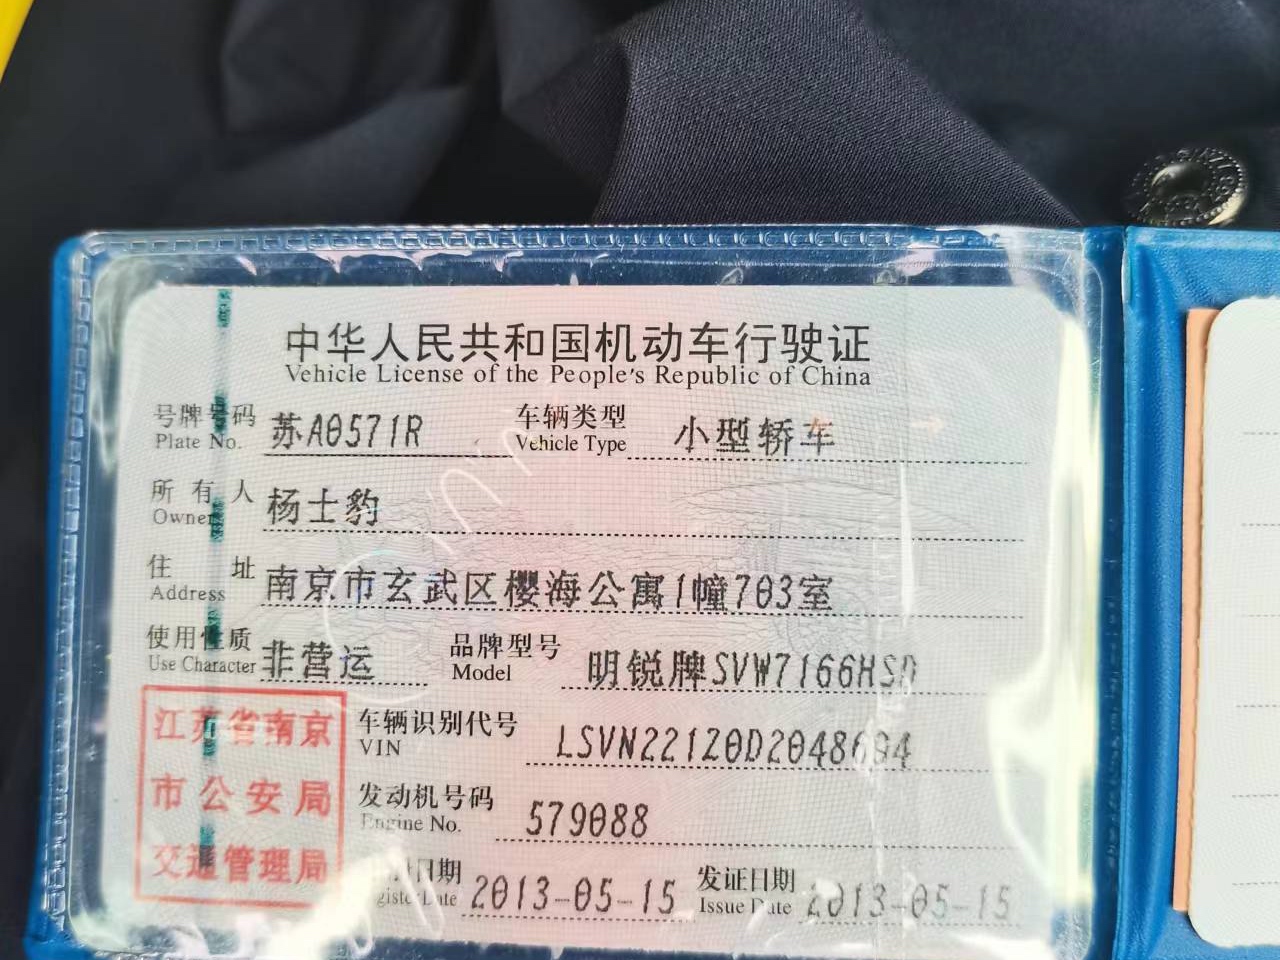 中华人民共和国机动车行驶证
Vehicle License of the People's Republic of China
号牌号码 苏A0571R 车辆类型 小型轿车
Plate No. Vehicle Type
所有人 杨士豹
Owner
住址 南京市玄武区樱海公寓1幢703室
Address
使用性质 非营运 品牌型号 明锐牌SVW7166HSD
Use Character Model
江苏省南京
市公安局
交通管理局
车辆识别代号
VIN LSVN221Z0D2048694
发动机号码 579088
Engine No.
日期 2013-05-15 发证日期 2013-05-15
Date Issue Date